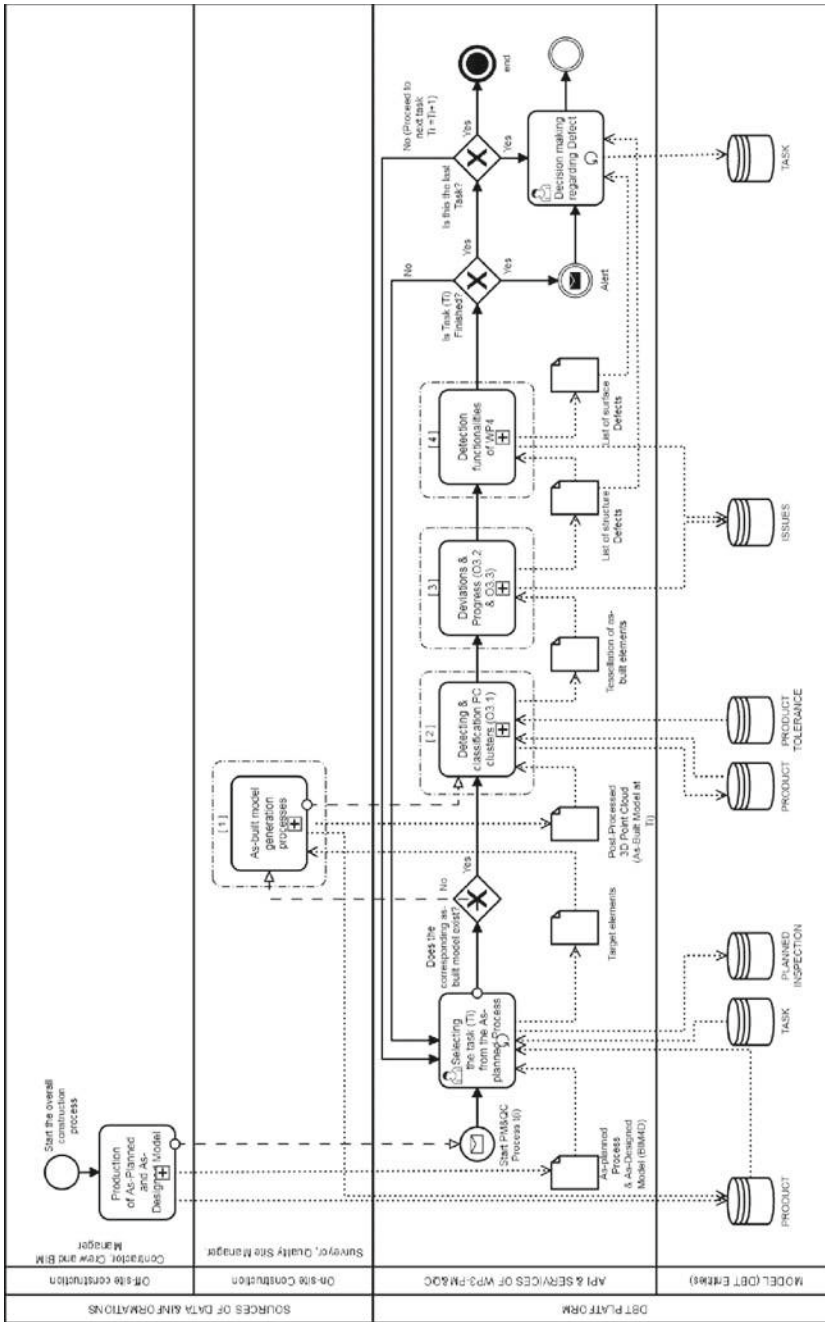 SOURCES OF DATA & INFORMATIONS
DBT PLATFORM
Off-site construction
On-site Construction
API & SERVICES OF WP3-PM&QC
MODEL (DBT Entries)
Contractor, Crew and BIM
Manager
Surveyor, Quality Site Manager
Start the overall
construction
process
Production
of As-Planned
and As-
Designed Model
[ 1 ]
As-built model
generation
processes
Start PM&QC
Process t(i)
Selecting
the task (Ti)
from the As-
planned Process
Does the
corresponding as-
built model exist?
No
Yes
[ 2 ]
Detecting &
classification PC
clusters (O3.1)
[ 3 ]
Deviations &
Progress (O3.2
& O3.3)
[ 4 ]
Detection
functionalities
of WP4
Is Task (Ti)
Finished?
No
Yes
Yes
Is this the last
Task?
No (Proceed to
next task
Ti =Ti+1)
Yes
Yes
end
Alert
Decision making
regarding Defect
As-planned
Process
& As-Designed
Model (BIM4D)
Target elements
Post-Processed
3D Point Cloud
(As-Built Model at
Ti)
Tessellation of as-
built elements
List of structure
Defects
List of surface
Defects
PRODUCT
TASK
PLANNED
INSPECTION
PRODUCT
PRODUCT
TOLERANCE
ISSUES
TASK